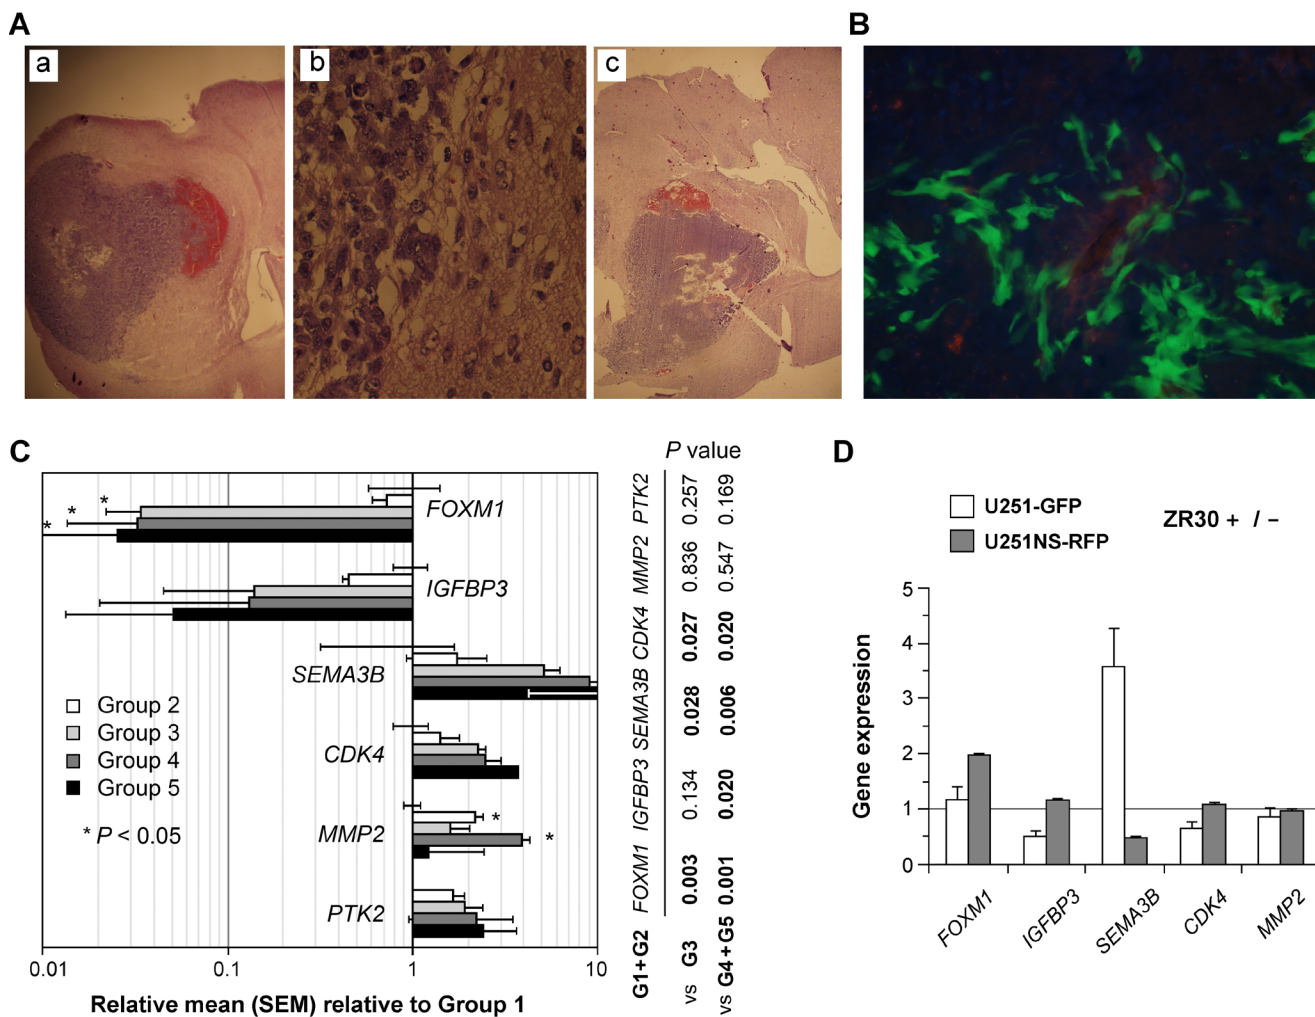 A
B
a
b
c
C
FOXM1
*
*
*
IGFBP3
SEMA3B
Group 2
Group 3
Group 4
Group 5
* P < 0.05
CDK4
MMP2
*
*
PTK2
0.01
0.1
1
10
Relative mean (SEM) relative to Group 1
P value
G1+G2 FOXM1 IGFBP3 SEMA3B CDK4 MMP2 PTK2
vs G3 0.003 0.134 0.028 0.027 0.836 0.257
vs G4+G5 0.001 0.020 0.006 0.020 0.547 0.169
D
U251-GFP
U251NS-RFP
ZR30 + / −
Gene expression
5
4
3
2
1
0
FOXM1
IGFBP3
SEMA3B
CDK4
MMP2